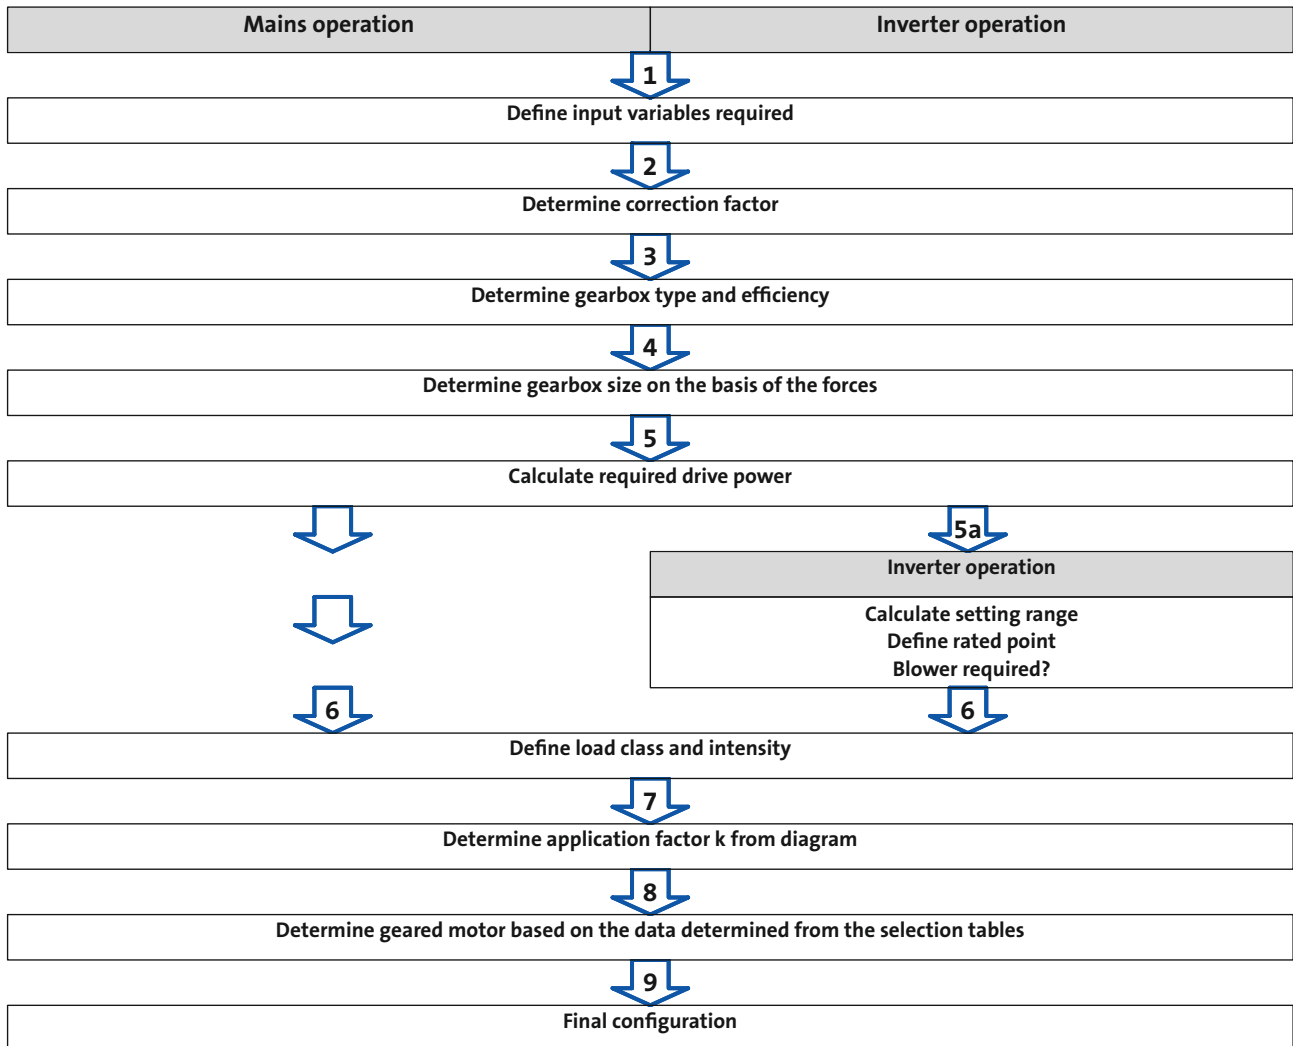 Mains operation
Inverter operation
1
Define input variables required
2
Determine correction factor
3
Determine gearbox type and efficiency
4
Determine gearbox size on the basis of the forces
5
Calculate required drive power
5a
Inverter operation
Calculate setting range
Define rated point
Blower required?
6
6
Define load class and intensity
7
Determine application factor k from diagram
8
Determine geared motor based on the data determined from the selection tables
9
Final configuration